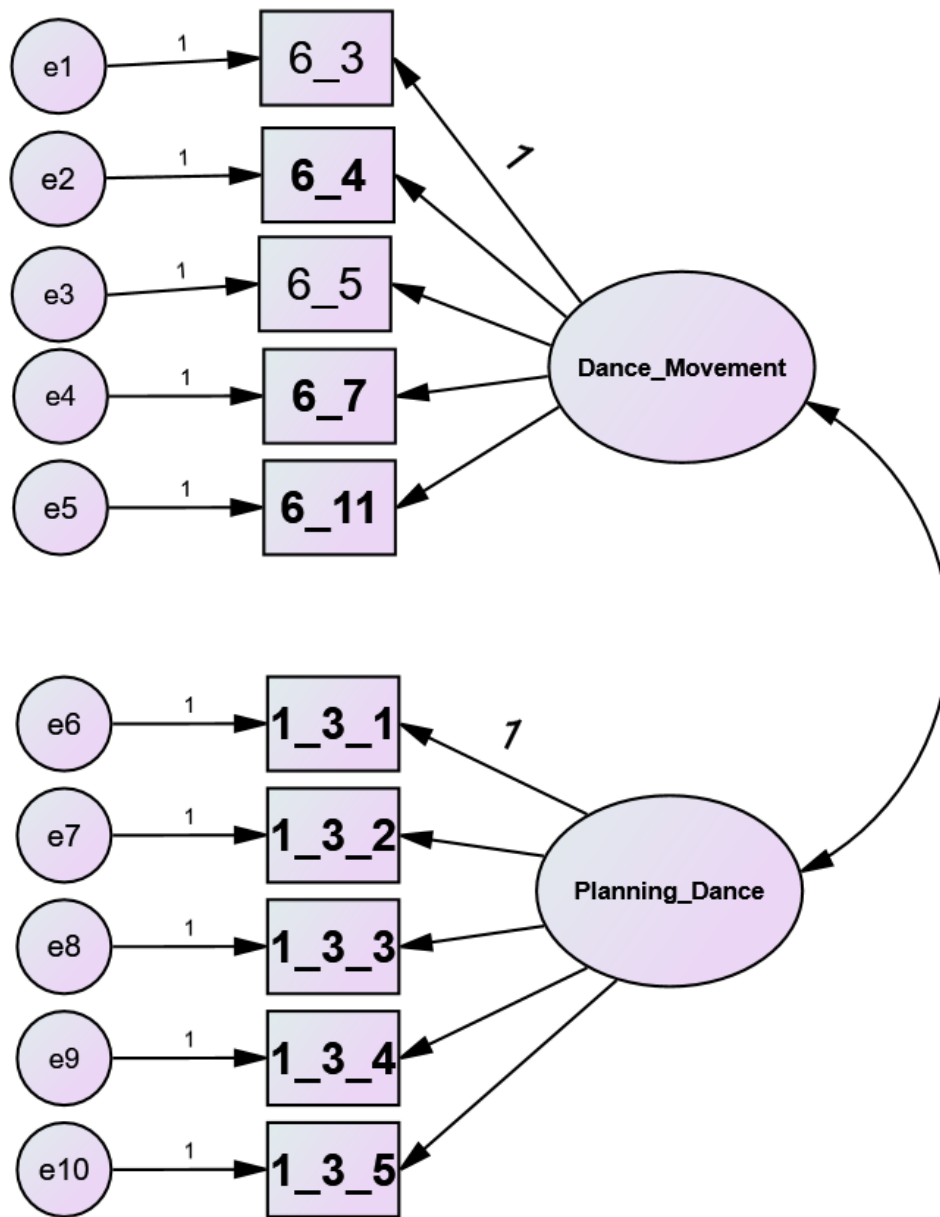 e1 1 6_3
1
e2 1 6_4
e3 1 6_5
Dance_Movement
e4 1 6_7
e5 1 6_11
e6 1 1_3_1
1
e7 1 1_3_2
Planning_Dance
e8 1 1_3_3
e9 1 1_3_4
e10 1 1_3_5